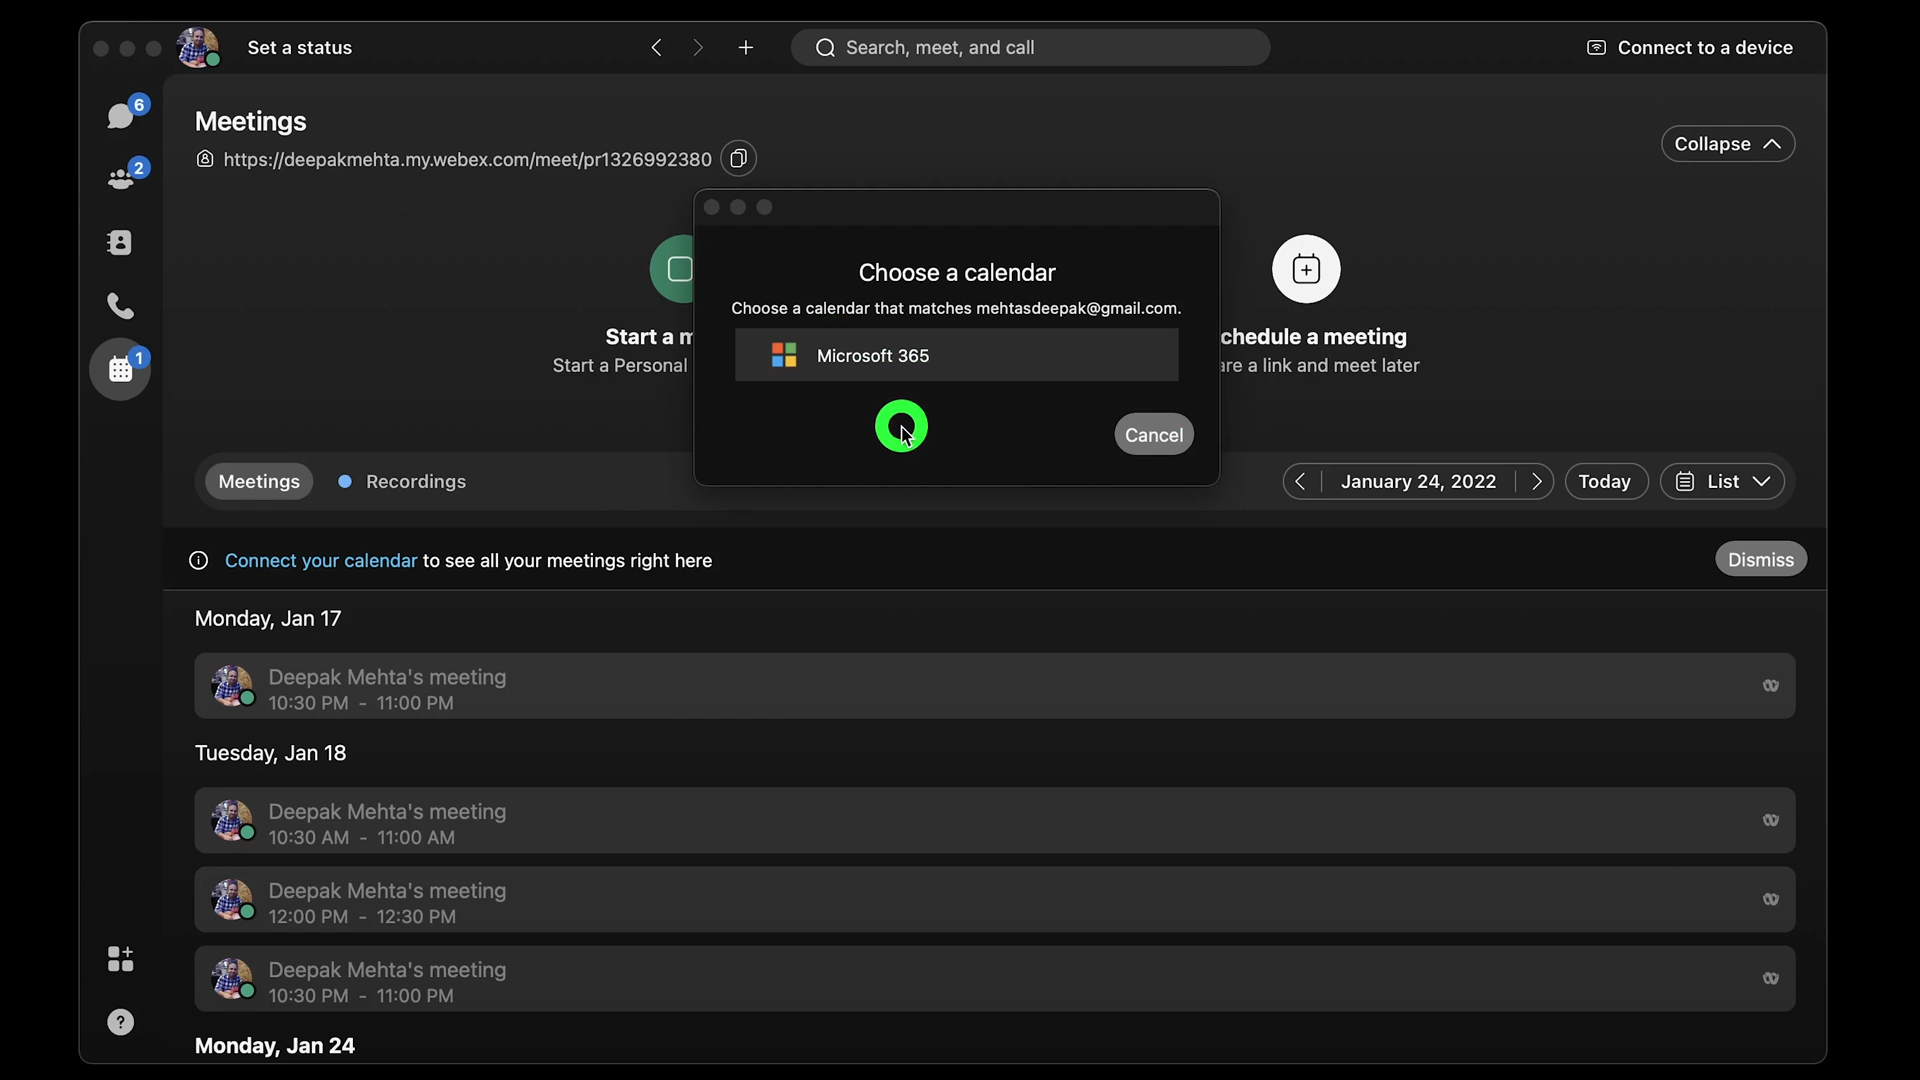 Set a status
Search, meet, and call
Connect to a device
6
2
1
Meetings
https://deepakmehta.my.webex.com/meet/pr1326992380
Collapse
Start a m
Start a Personal
Choose a calendar
Choose a calendar that matches mehtasdeepak@gmail.com.
Microsoft 365
Cancel
chedule a meeting
re a link and meet later
Meetings
Recordings
January 24, 2022
Today
List
Connect your calendar to see all your meetings right here
Dismiss
Monday, Jan 17
Deepak Mehta's meeting
10:30 PM - 11:00 PM
Tuesday, Jan 18
Deepak Mehta's meeting
10:30 AM - 11:00 AM
Deepak Mehta's meeting
12:00 PM - 12:30 PM
Deepak Mehta's meeting
10:30 PM - 11:00 PM
?
Monday, Jan 24